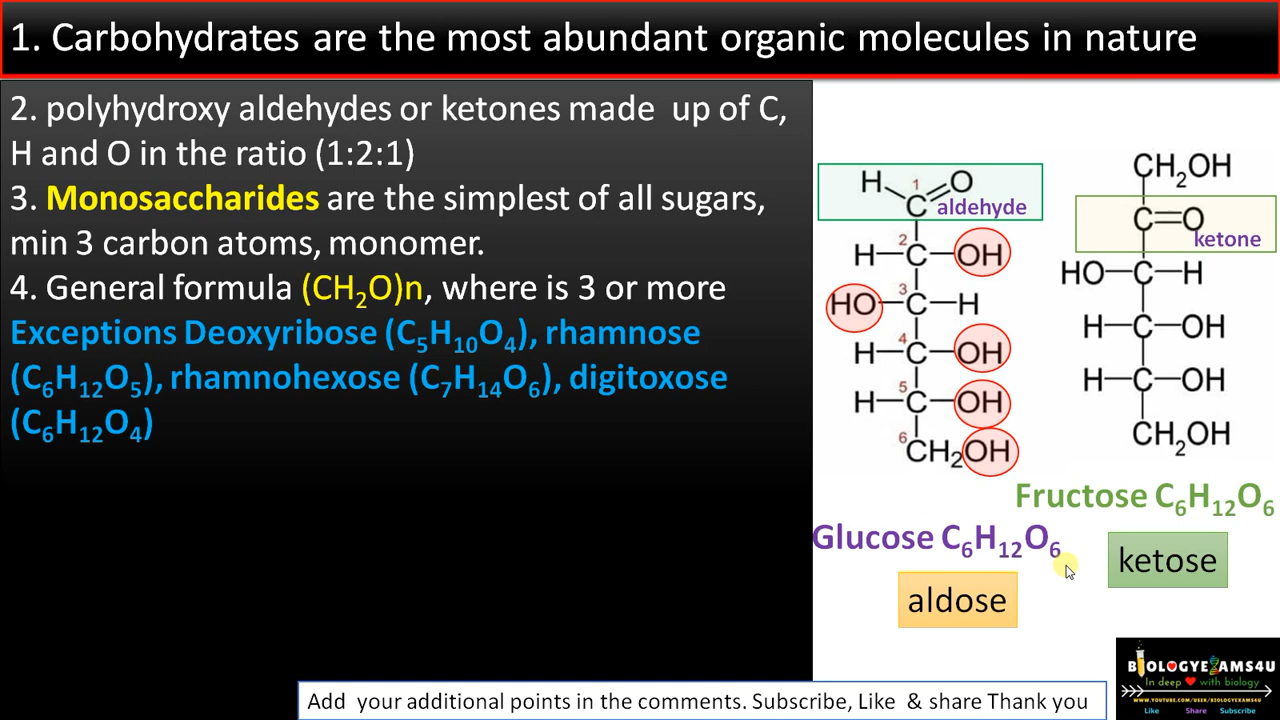 1. Carbohydrates are the most abundant organic molecules in nature
2. polyhydroxy aldehydes or ketones made up of C,
H and O in the ratio (1:2:1)
3. Monosaccharides are the simplest of all sugars,
min 3 carbon atoms, monomer.
4. General formula (CH₂O)n, where is 3 or more
Exceptions Deoxyribose (C₅H₁₀O₄), rhamnose
(C₆H₁₂O₅), rhamnohexose (C₇H₁₄O₆), digitoxose
(C₆H₁₂O₄)
H 1 O
C aldehyde
2
H—C—OH
3
HO—C—H
4
H—C—OH
5
H—C—OH
6
CH₂OH
Glucose C₆H₁₂O₆
aldose
CH₂OH
C=O
ketone
HO—C—H
H—C—OH
H—C—OH
CH₂OH
Fructose C₆H₁₂O₆
ketose
BIOLOGYEXAMS4U
In deep ❤ with biology
WWW.YOUTUBE.COM/USER/BIOLOGYEXAMS4U
Like Share Subscribe
Add your additional points in the comments. Subscribe, Like & share Thank you